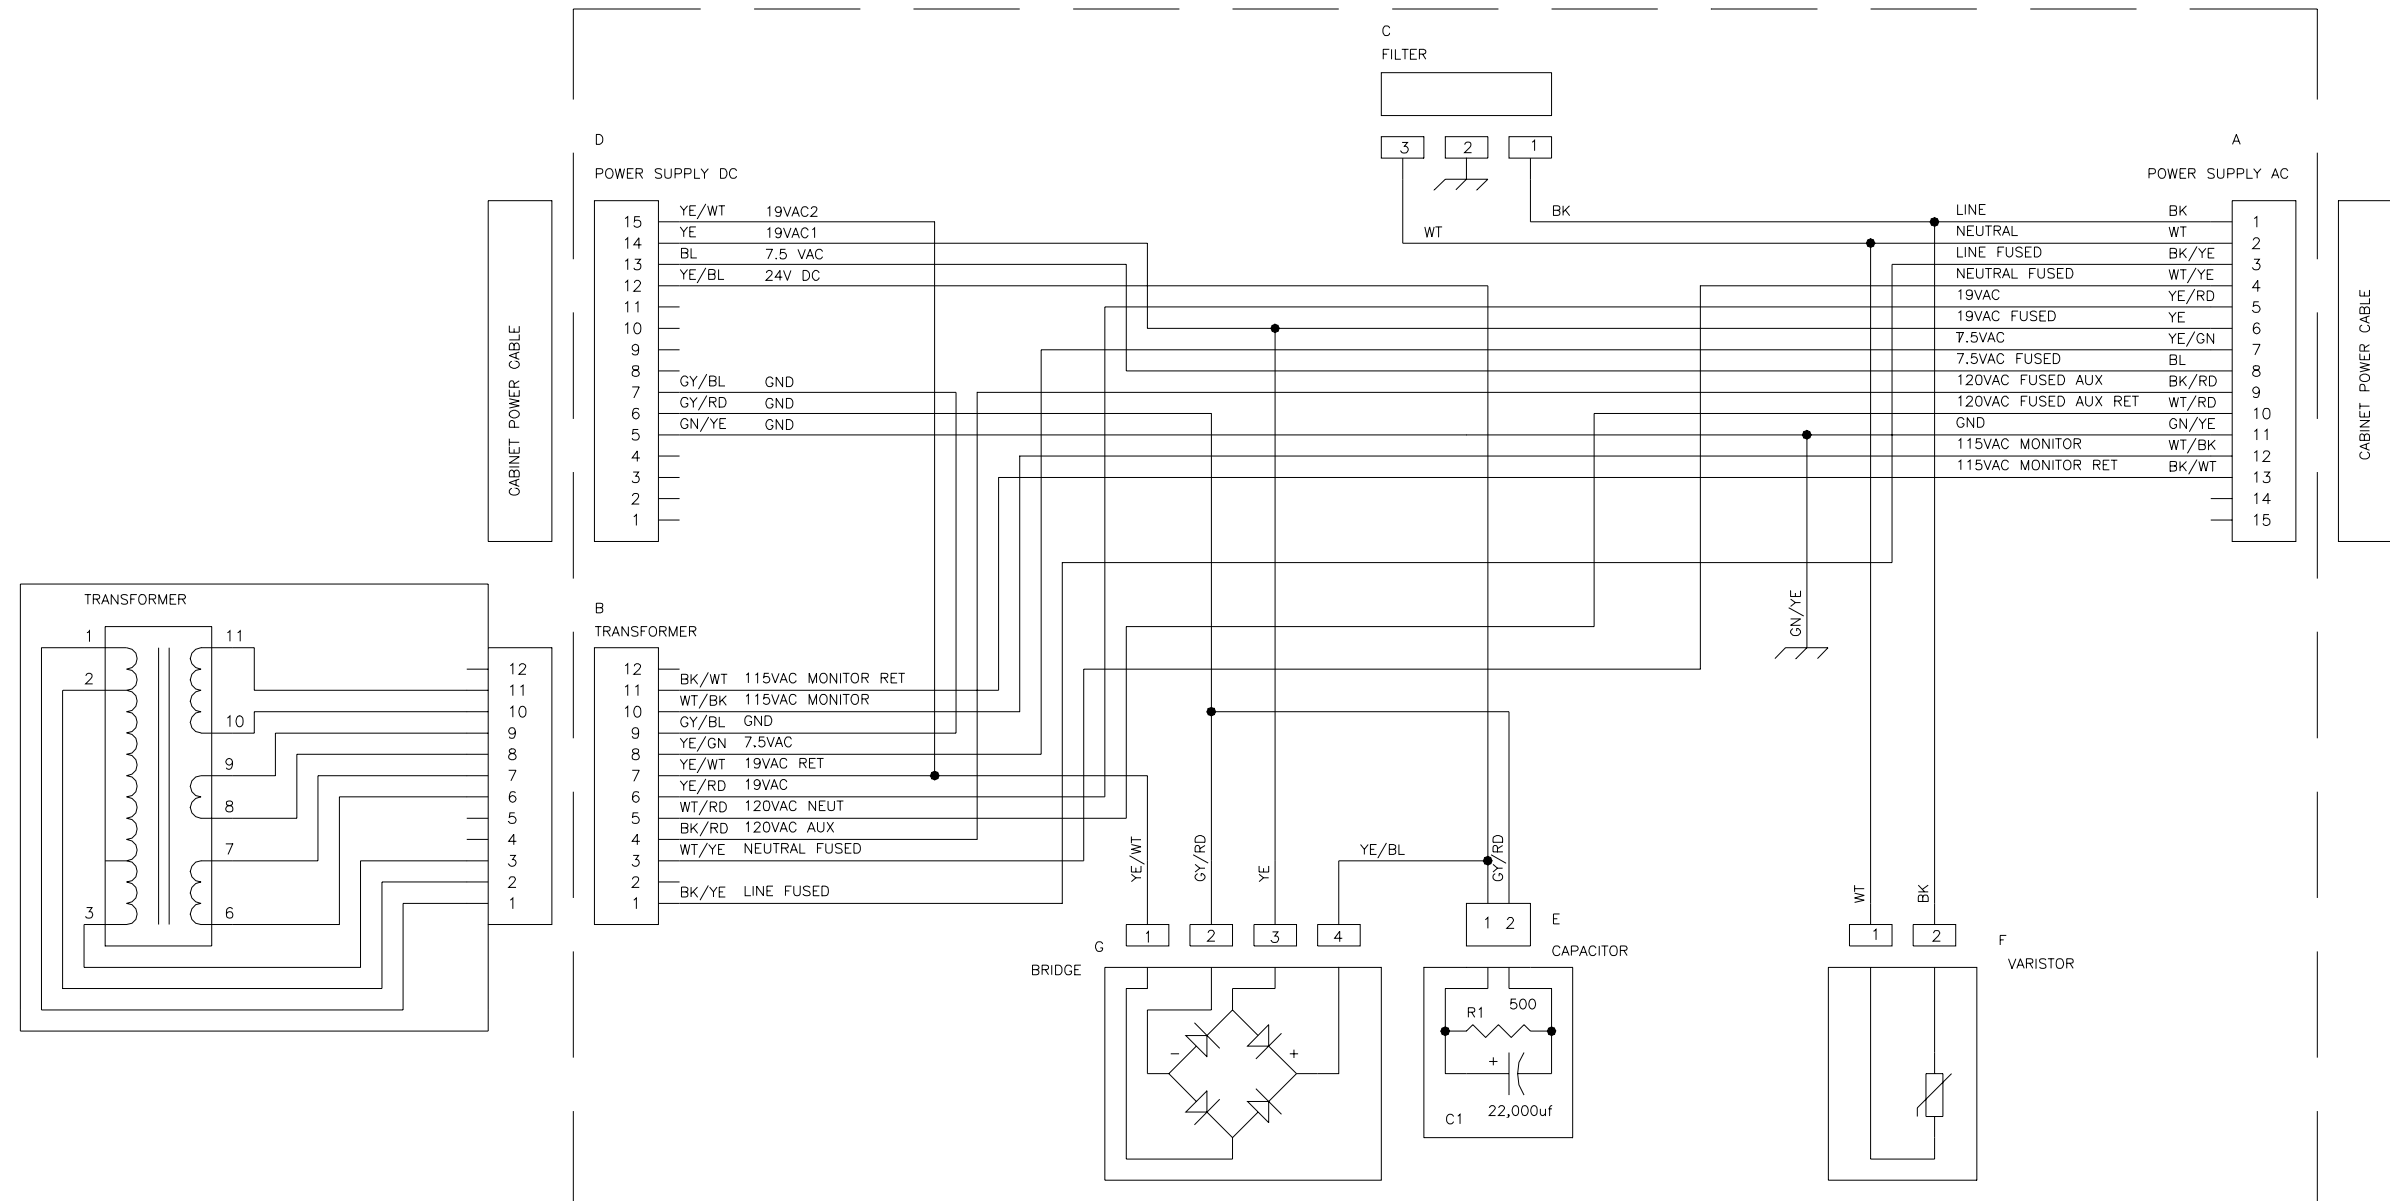 C
FILTER
3 2 1
D
POWER SUPPLY DC
A
POWER SUPPLY AC
CABINET POWER CABLE
15 YE/WT 19VAC2
14 YE 19VAC1
13 BL 7.5 VAC
12 YE/BL 24V DC
11
10
9
8
7 GY/BL GND
6 GY/RD GND
5 GN/YE GND
4
3
2
1
BK
WT
LINE BK 1
NEUTRAL WT 2
LINE FUSED BK/YE 3
NEUTRAL FUSED WT/YE 4
19VAC YE/RD 5
19VAC FUSED YE 6
7.5VAC YE/GN 7
7.5VAC FUSED BL 8
120VAC FUSED AUX BK/RD 9
120VAC FUSED AUX RET WT/RD 10
GND GN/YE 11
115VAC MONITOR WT/BK 12
115VAC MONITOR RET BK/WT 13
14
15
CABINET POWER CABLE
GN/YE
TRANSFORMER
1
2
3
11
10
9
8
7
6
12
11
10
9
8
7
6
5
4
3
2
1
B
TRANSFORMER
12
11 BK/WT 115VAC MONITOR RET
10 WT/BK 115VAC MONITOR
9 GY/BL GND
8 YE/GN 7.5VAC
7 YE/WT 19VAC RET
6 YE/RD 19VAC
5 WT/RD 120VAC NEUT
4 BK/RD 120VAC AUX
3 WT/YE NEUTRAL FUSED
2
1 BK/YE LINE FUSED
YE/WT
GY/RD
YE
YE/BL
GY/RD
WT
BK
G
BRIDGE
1 2 3 4
- +
1 2
E
CAPACITOR
R1 500
+
C1 22,000uf
1 2
F
VARISTOR